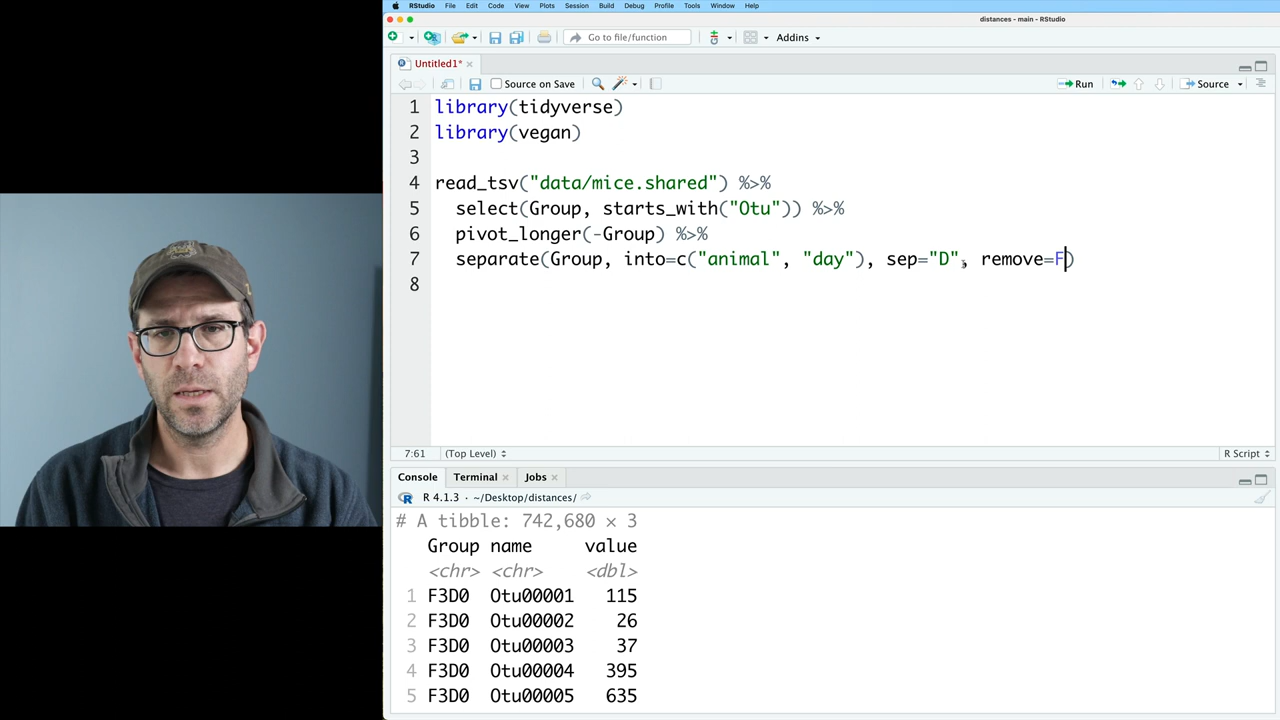 RStudio File Edit Code View Plots Session Build Debug Profile Tools Window Help
distances - main - RStudio
Go to file/function Addins
Untitled1*
Source on Save Run Source
1 library(tidyverse)
2 library(vegan)
3
4 read_tsv("data/mice.shared") %>%
5 select(Group, starts_with("Otu")) %>%
6 pivot_longer(-Group) %>%
7 separate(Group, into=c("animal", "day"), sep="D", remove=F)
8
7:61 (Top Level) R Script
Console Terminal Jobs
R 4.1.3 · ~/Desktop/distances/
# A tibble: 742,680 × 3
Group name value
<chr> <chr> <dbl>
1 F3D0 Otu00001 115
2 F3D0 Otu00002 26
3 F3D0 Otu00003 37
4 F3D0 Otu00004 395
5 F3D0 Otu00005 635